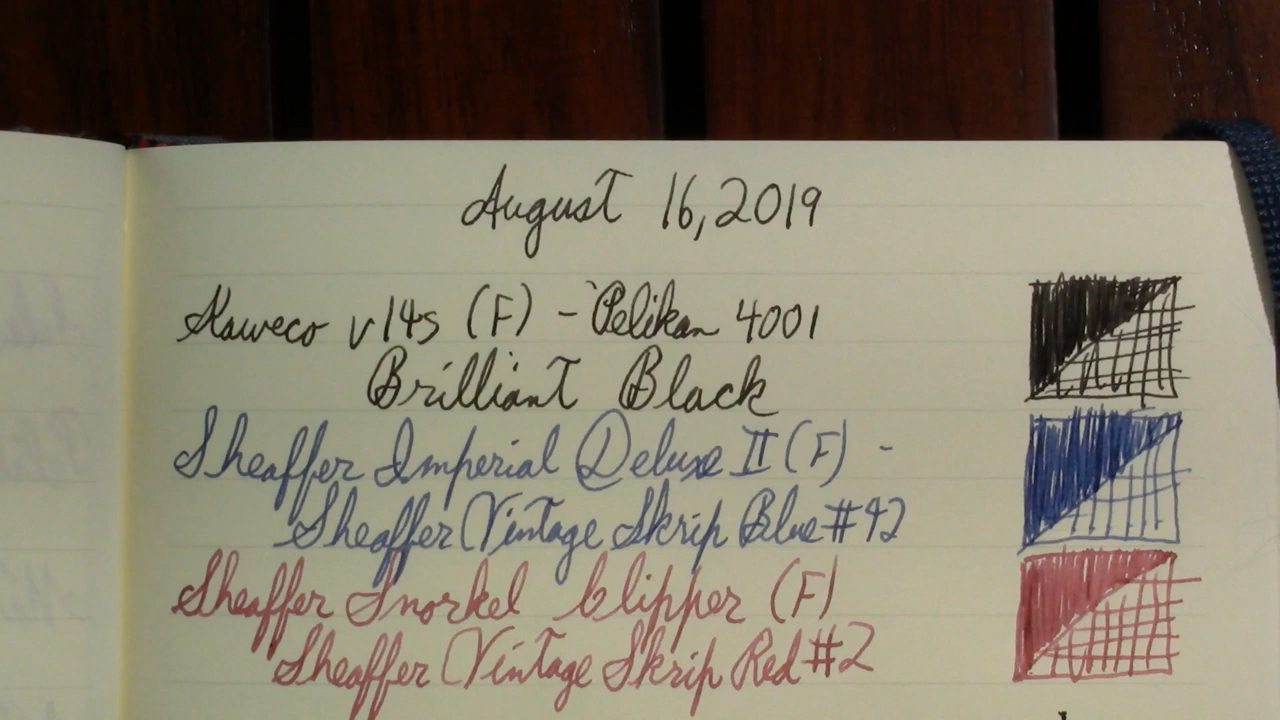 August 16, 2019
Kaweco v14s (F) - Pelikan 4001
Brilliant Black
Sheaffer Imperial Deluxe II (F) -
Sheaffer Vintage Skrip Blue #42
Sheaffer Snorkel Clipper (F)
Sheaffer Vintage Skrip Red #2